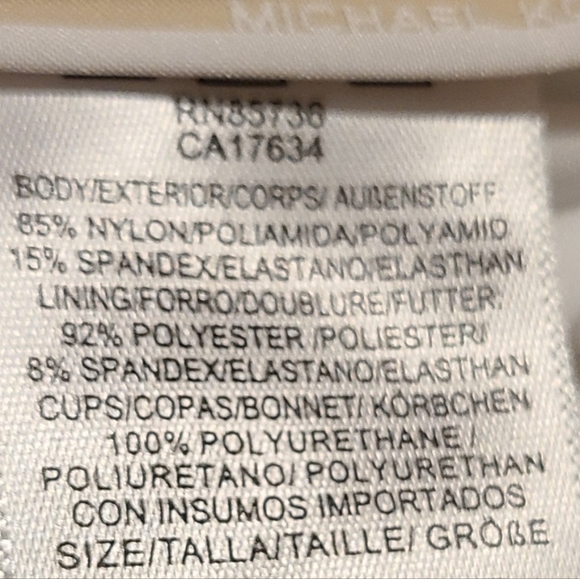 MICHAEL
RN85736
CA17634
BODY/EXTERIOR/CORPS/ AUßENSTOFF
85% NYLON/POLIAMIDA/POLYAMID
15% SPANDEX/ELASTANO/ELASTHAN
LINING/FORRO/DOUBLURE/FUTTER:
92% POLYESTER /POLIESTER/
8% SPANDEX/ELASTANO/ELASTHAN
CUPS/COPAS/BONNET/ KÖRBCHEN
100% POLYURETHANE /
POLIURETANO/ POLYURETHAN
CON INSUMOS IMPORTADOS
SIZE/TALLA/TAILLE/ GRÖßE